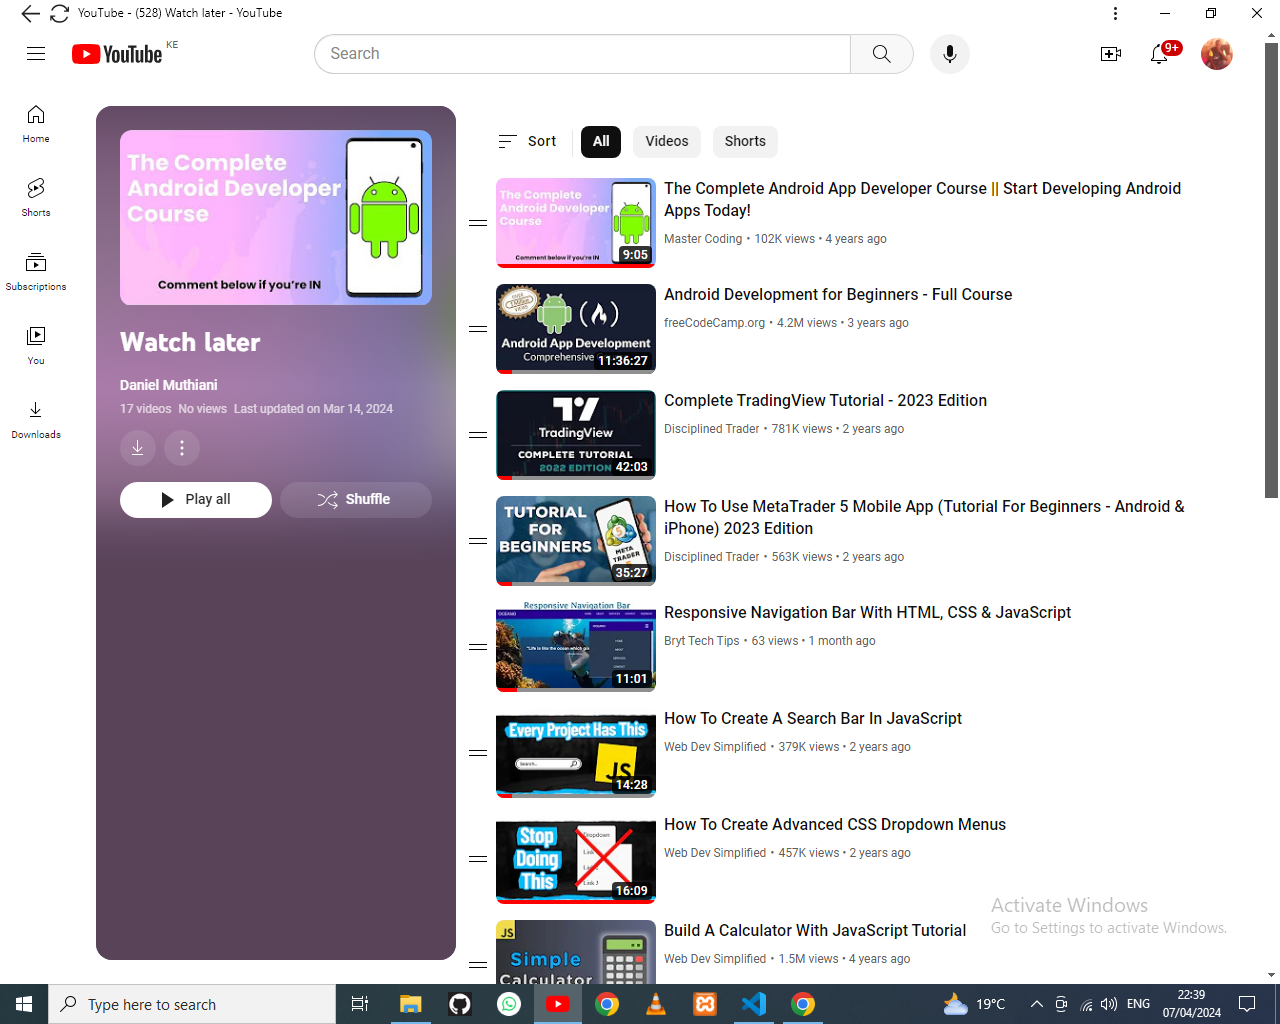 YouTube - (528) Watch later - YouTube
YouTube KE
Search
9+
Home
Shorts
Subscriptions
You
Downloads
The Complete
Android Developer
Course
Comment below if you're IN
Watch later
Daniel Muthiani
17 videos No views Last updated on Mar 14, 2024
Play all
Shuffle
Sort
All
Videos
Shorts
The Complete
Android Developer
Course
Comment below if you're IN
9:05
The Complete Android App Developer Course || Start Developing Android
Apps Today!
Master Coding • 102K views • 4 years ago
Android App Development
Comprehensive
11:36:27
Android Development for Beginners - Full Course
freeCodeCamp.org • 4.2M views • 3 years ago
TradingView
COMPLETE TUTORIAL
2022 EDITION
42:03
Complete TradingView Tutorial - 2023 Edition
Disciplined Trader • 781K views • 2 years ago
TUTORIAL
FOR
BEGINNERS
META
TRADER
35:27
How To Use MetaTrader 5 Mobile App (Tutorial For Beginners - Android &
iPhone) 2023 Edition
Disciplined Trader • 563K views • 2 years ago
Responsive Navigation Bar
11:01
Responsive Navigation Bar With HTML, CSS & JavaScript
Bryt Tech Tips • 63 views • 1 month ago
Every Project Has This
Search...
JS
14:28
How To Create A Search Bar In JavaScript
Web Dev Simplified • 379K views • 2 years ago
Stop
Doing
This
Dropdown
Link 3
16:09
How To Create Advanced CSS Dropdown Menus
Web Dev Simplified • 457K views • 2 years ago
JS
Simple
Calculator
Build A Calculator With JavaScript Tutorial
Web Dev Simplified • 1.5M views • 4 years ago
Activate Windows
Go to Settings to activate Windows.
Type here to search
19°C
ENG
22:39
07/04/2024